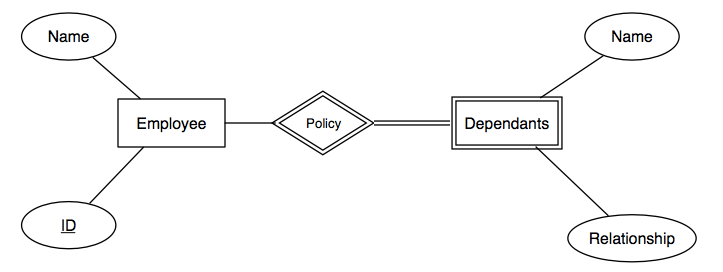 Name
Name
Employee
Policy
Dependants
ID
Relationship